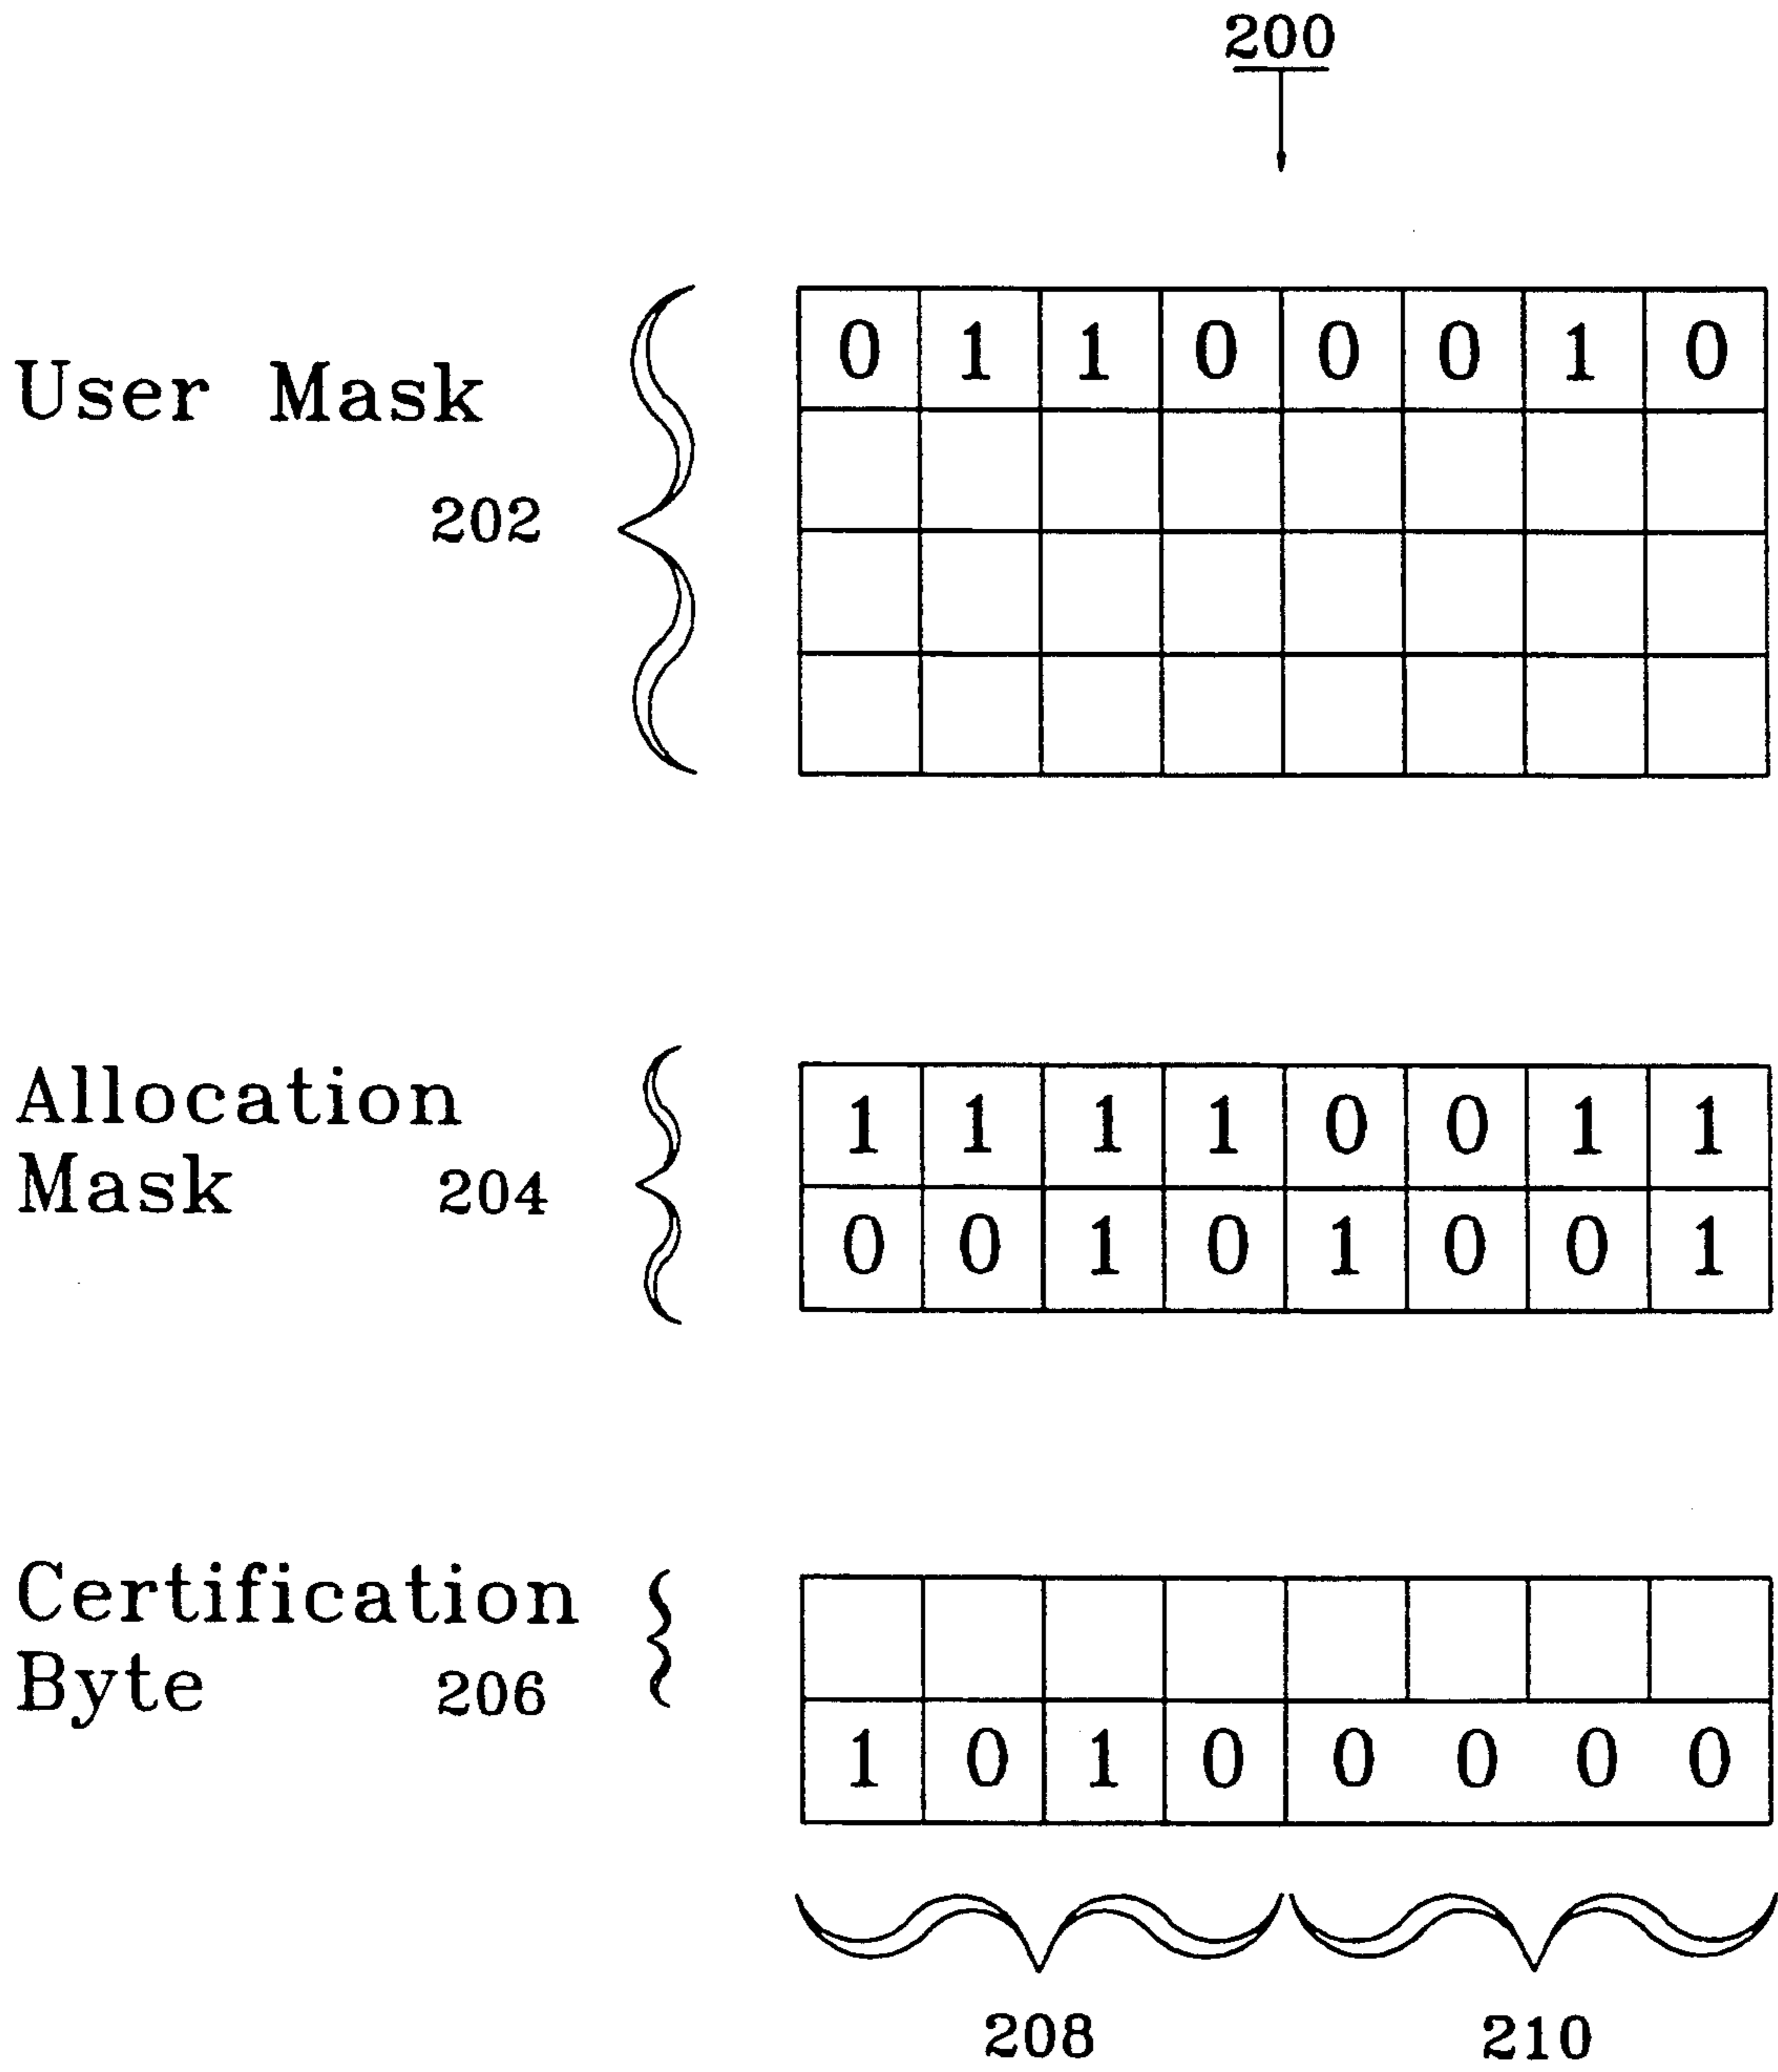 200
User Mask
202
0 1 1 0 0 0 1 0
Allocation
Mask 204
1 1 1 1 0 0 1 1
0 0 1 0 1 0 0 1
Certification
Byte 206
1 0 1 0 0 0 0 0
208 210